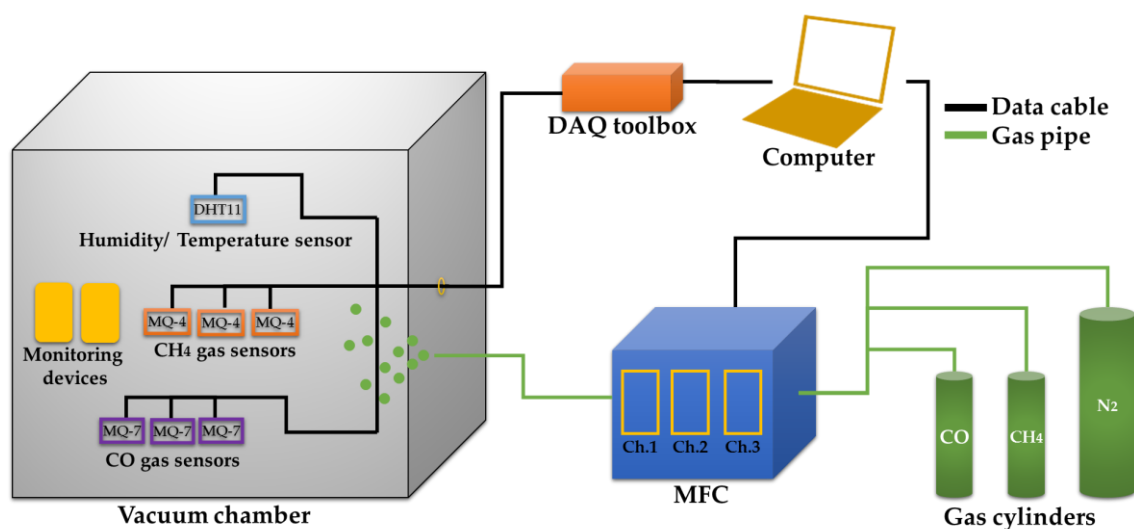 DAQ toolbox
Computer
Data cable
Gas pipe
DHT11
Humidity/ Temperature sensor
MQ-4 MQ-4 MQ-4
CH4 gas sensors
Monitoring
devices
MQ-7 MQ-7 MQ-7
CO gas sensors
Vacuum chamber
Ch.1 Ch.2 Ch.3
MFC
CO
CH4
N2
Gas cylinders